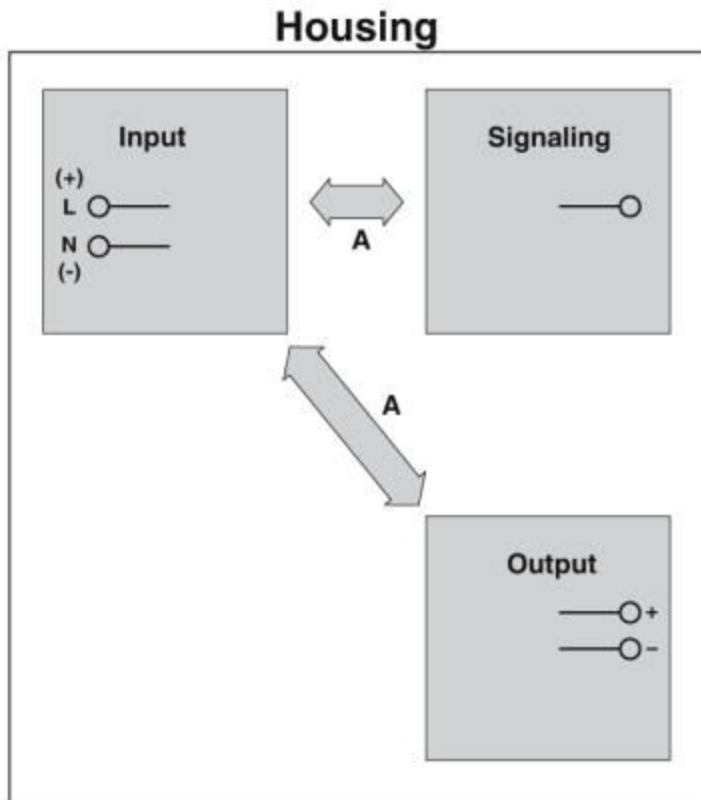 Housing
Input
Signaling
(+)
L
N
(-)
A
A
Output
+
–